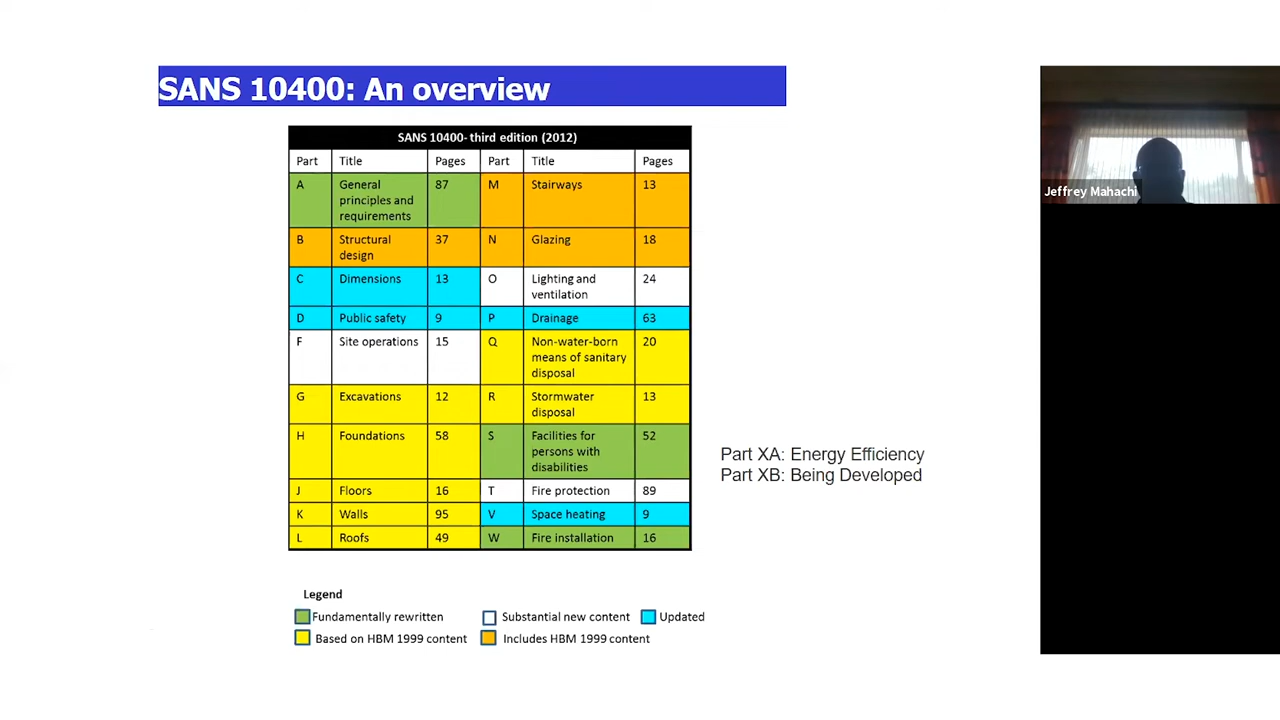 SANS 10400: An overview
SANS 10400- third edition (2012)
Part Title Pages Part Title Pages
A General principles and requirements 87 M Stairways 13
B Structural design 37 N Glazing 18
C Dimensions 13 O Lighting and ventilation 24
D Public safety 9 P Drainage 63
F Site operations 15 Q Non-water-born means of sanitary disposal 20
G Excavations 12 R Stormwater disposal 13
H Foundations 58 S Facilities for persons with disabilities 52
J Floors 16 T Fire protection 89
K Walls 95 V Space heating 9
L Roofs 49 W Fire installation 16
Part XA: Energy Efficiency
Part XB: Being Developed
Legend
Fundamentally rewritten Substantial new content Updated
Based on HBM 1999 content Includes HBM 1999 content
Jeffrey Mahachi